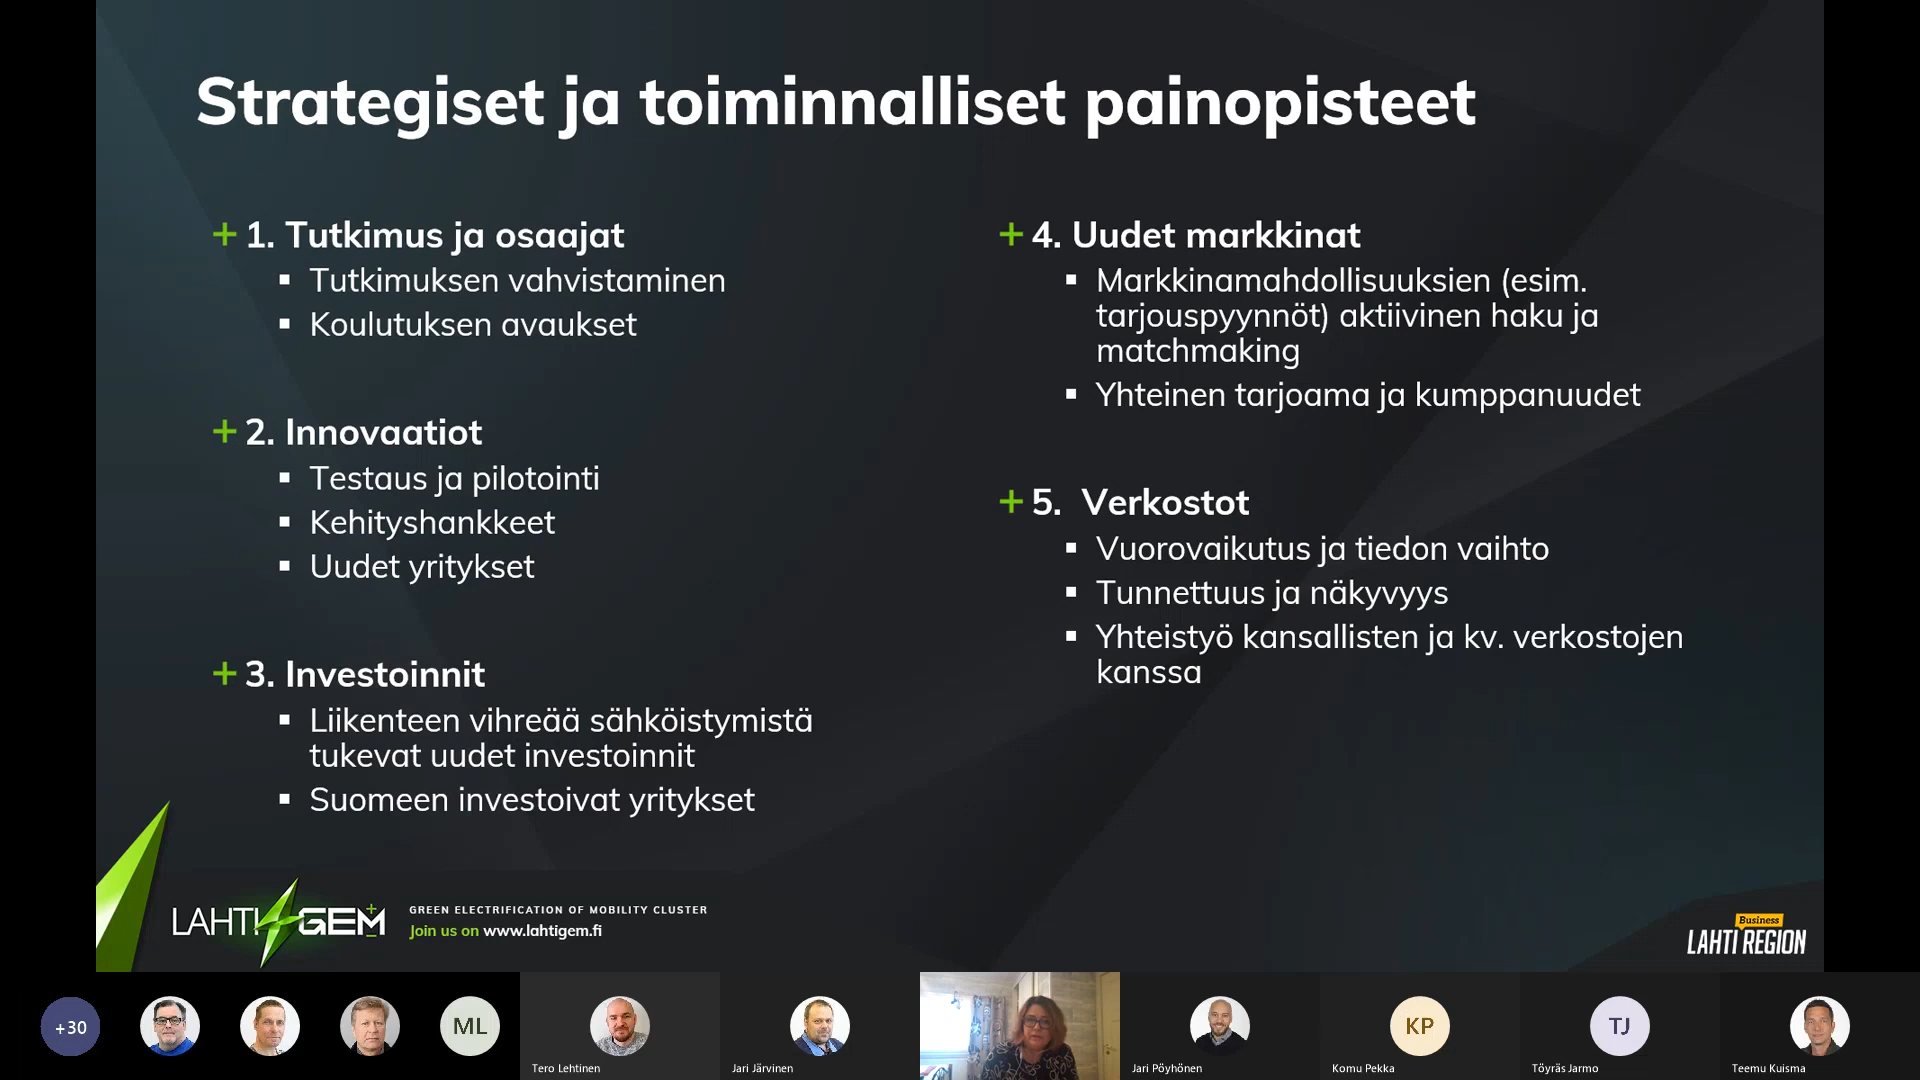 Strategiset ja toiminnalliset painopisteet
+ 1. Tutkimus ja osaajat
▪ Tutkimuksen vahvistaminen
▪ Koulutuksen avaukset
+ 2. Innovaatiot
▪ Testaus ja pilotointi
▪ Kehityshankkeet
▪ Uudet yritykset
+ 3. Investoinnit
▪ Liikenteen vihreää sähköistymistä
tukevat uudet investoinnit
▪ Suomeen investoivat yritykset
+ 4. Uudet markkinat
▪ Markkinamahdollisuuksien (esim.
tarjouspyynnöt) aktiivinen haku ja
matchmaking
▪ Yhteinen tarjoama ja kumppanuudet
+ 5. Verkostot
▪ Vuorovaikutus ja tiedon vaihto
▪ Tunnettuus ja näkyvyys
▪ Yhteistyö kansallisten ja kv. verkostojen
kanssa
LAHTI GEM
GREEN ELECTRIFICATION OF MOBILITY CLUSTER
Join us on www.lahtigem.fi
Business
LAHTI REGION
+30
ML
KP
TJ
Tero Lehtinen
Jari Järvinen
Jari Pöyhönen
Komu Pekka
Töyräs Jarmo
Teemu Kuisma